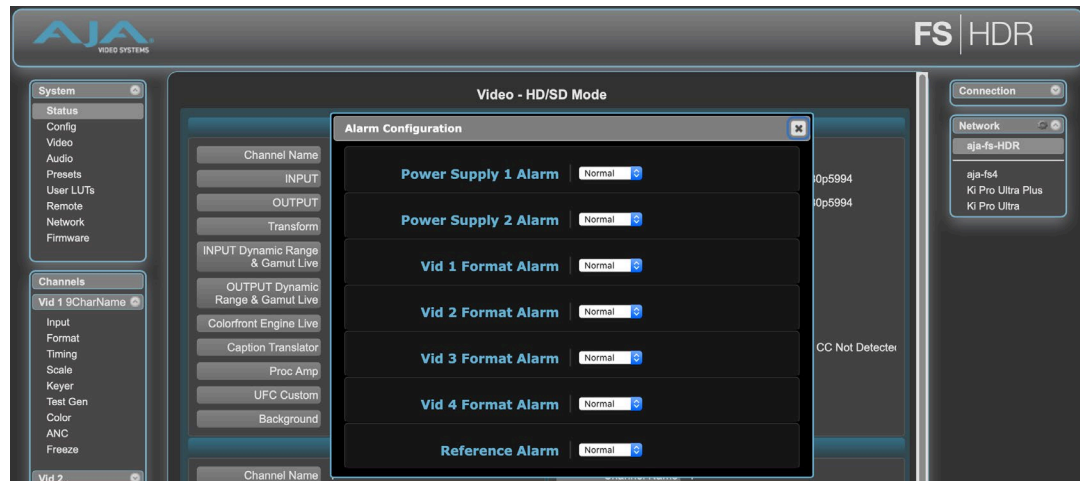 AJA
VIDEO SYSTEMS
FS HDR
System
Status
Config
Video
Audio
Presets
User LUTs
Remote
Network
Firmware
Channels
Vid 1 9CharName
Input
Format
Timing
Scale
Keyer
Test Gen
Color
ANC
Freeze
Vid 2
Video - HD/SD Mode
Channel Name
INPUT
OUTPUT
Transform
INPUT Dynamic Range
& Gamut Live
OUTPUT Dynamic
Range & Gamut Live
Colorfront Engine Live
Caption Translator
Proc Amp
UFC Custom
Background
Channel Name
Alarm Configuration
Power Supply 1 Alarm Normal
Power Supply 2 Alarm Normal
Vid 1 Format Alarm Normal
Vid 2 Format Alarm Normal
Vid 3 Format Alarm Normal
Vid 4 Format Alarm Normal
Reference Alarm Normal
80p5994
80p5994
CC Not Detected
Connection
Network
aja-fs-HDR
aja-fs4
Ki Pro Ultra Plus
Ki Pro Ultra